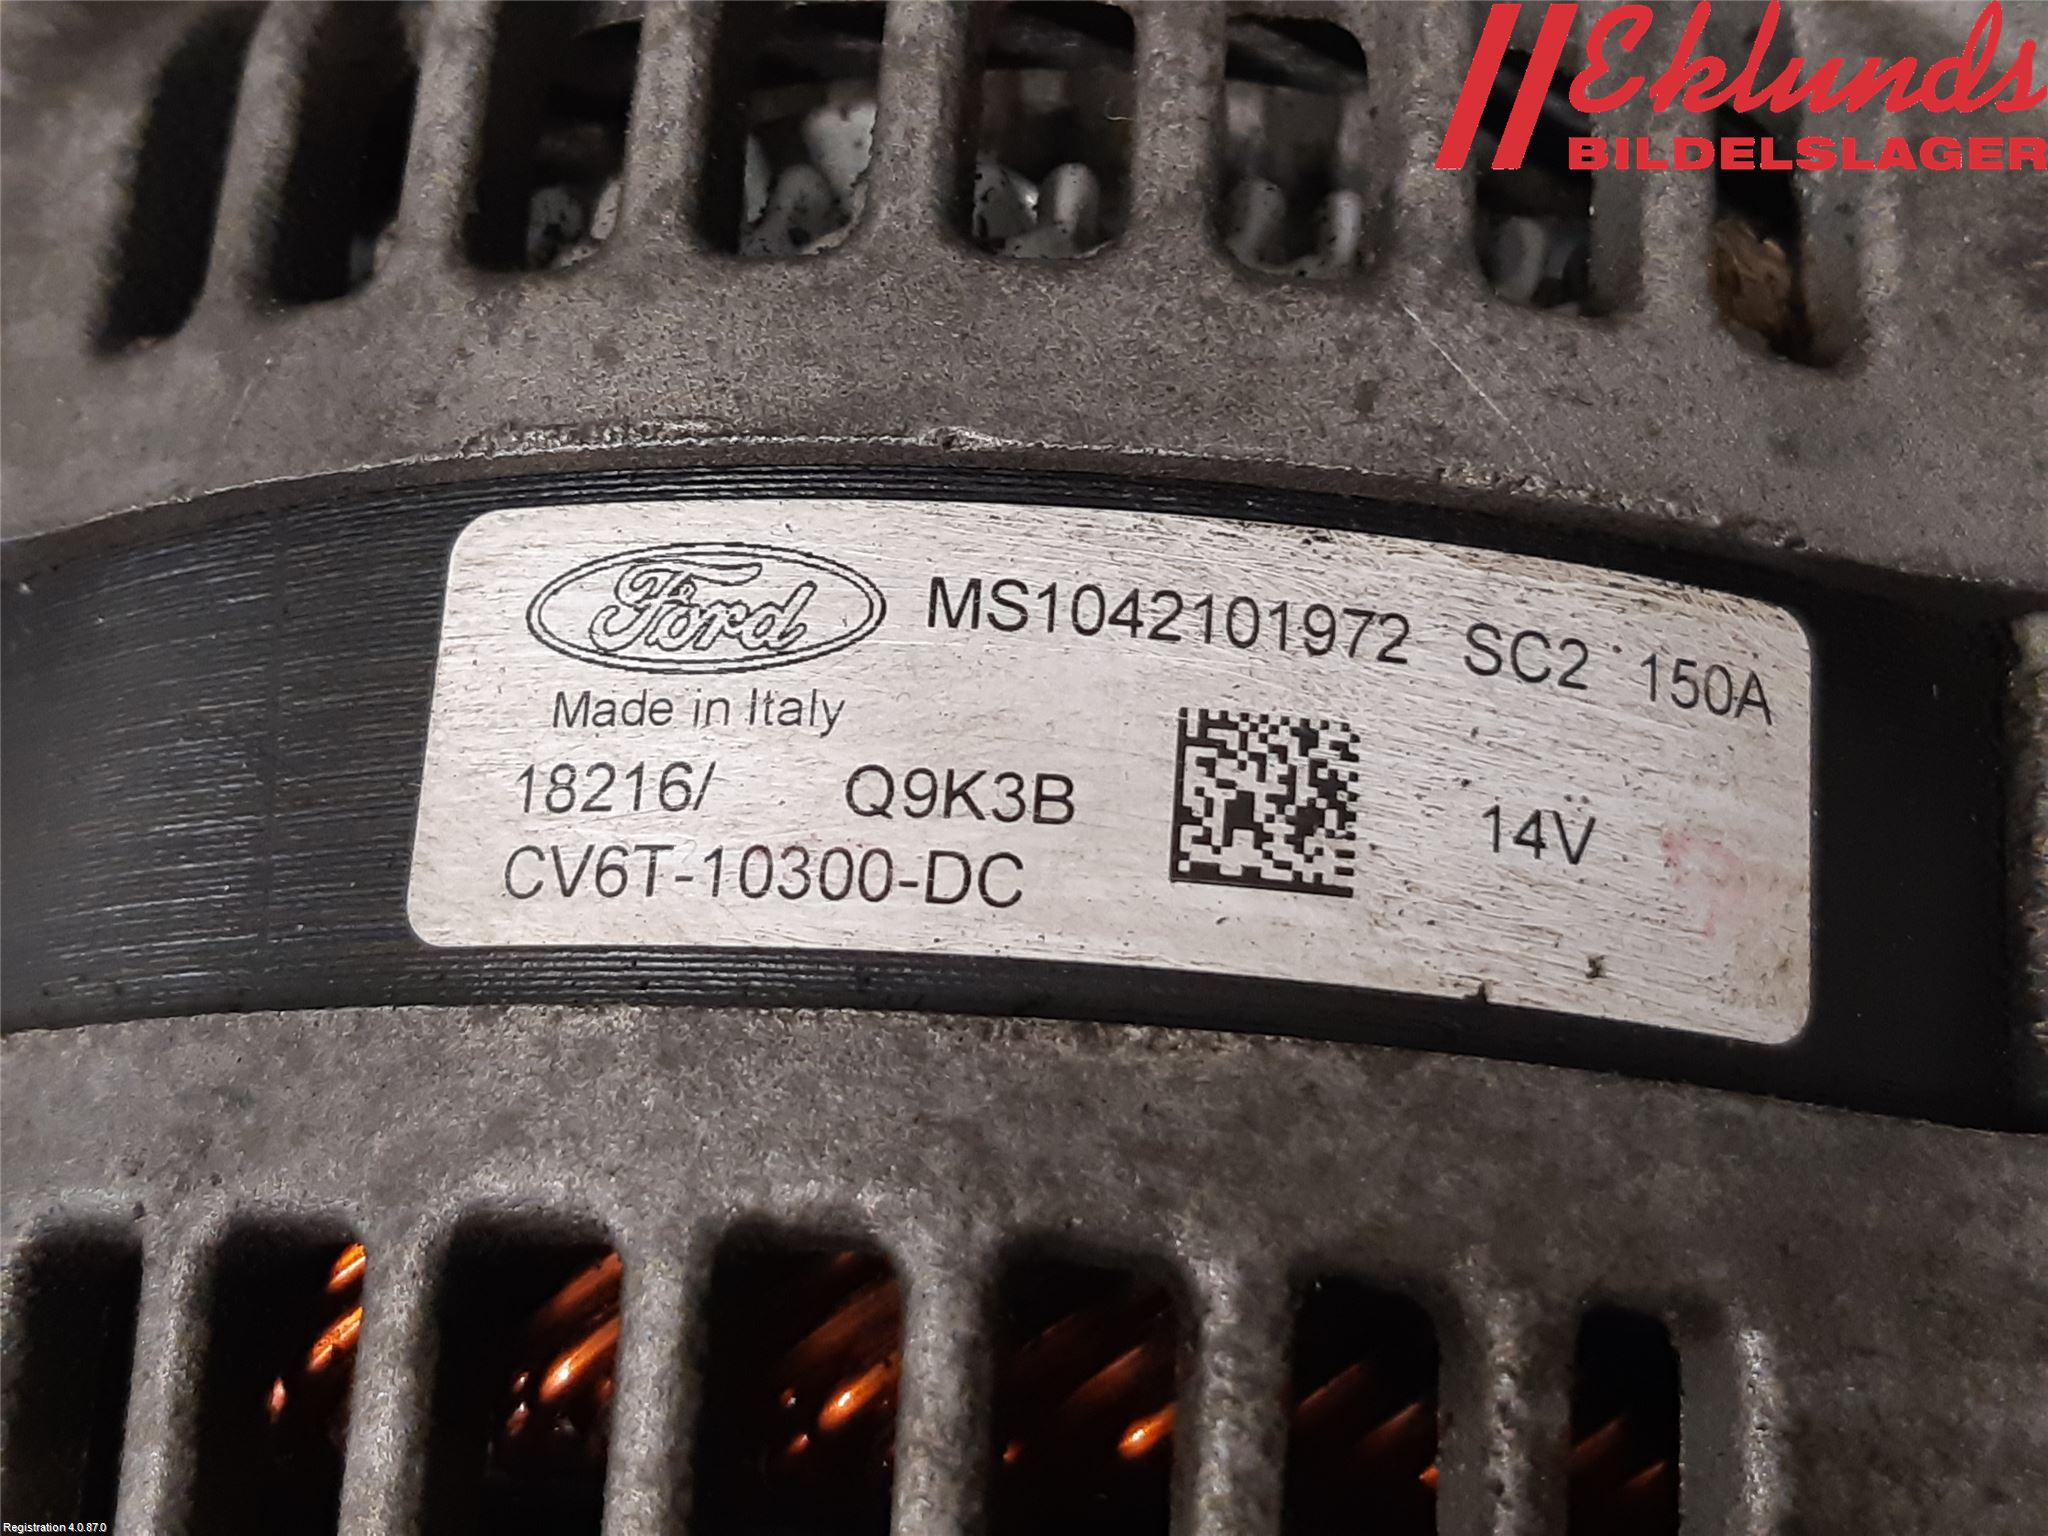 Eklunds
BILDELSLAGER
Ford MS1042101972 SC2 150A
Made in Italy
18216/ Q9K3B 14V
CV6T-10300-DC
Registration 4.0.87.0